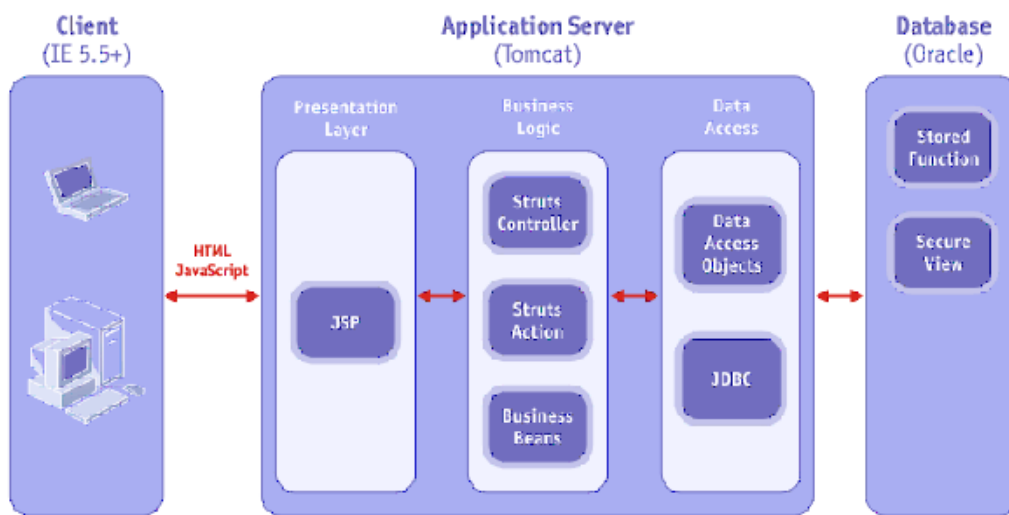 Client
(IE 5.5+)
Application Server
(Tomcat)
Database
(Oracle)
Presentation
Layer
Business
Logic
Data
Access
HTML
JavaScript
JSP
Struts
Controller
Struts
Action
Business
Beans
Data
Access
Objects
JDBC
Stored
Function
Secure
View